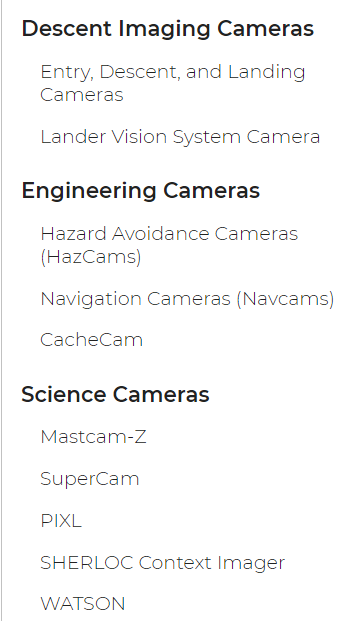 Descent Imaging Cameras
Entry, Descent, and Landing
Cameras
Lander Vision System Camera
Engineering Cameras
Hazard Avoidance Cameras
(HazCams)
Navigation Cameras (Navcams)
CacheCam
Science Cameras
Mastcam-Z
SuperCam
PIXL
SHERLOC Context Imager
WATSON